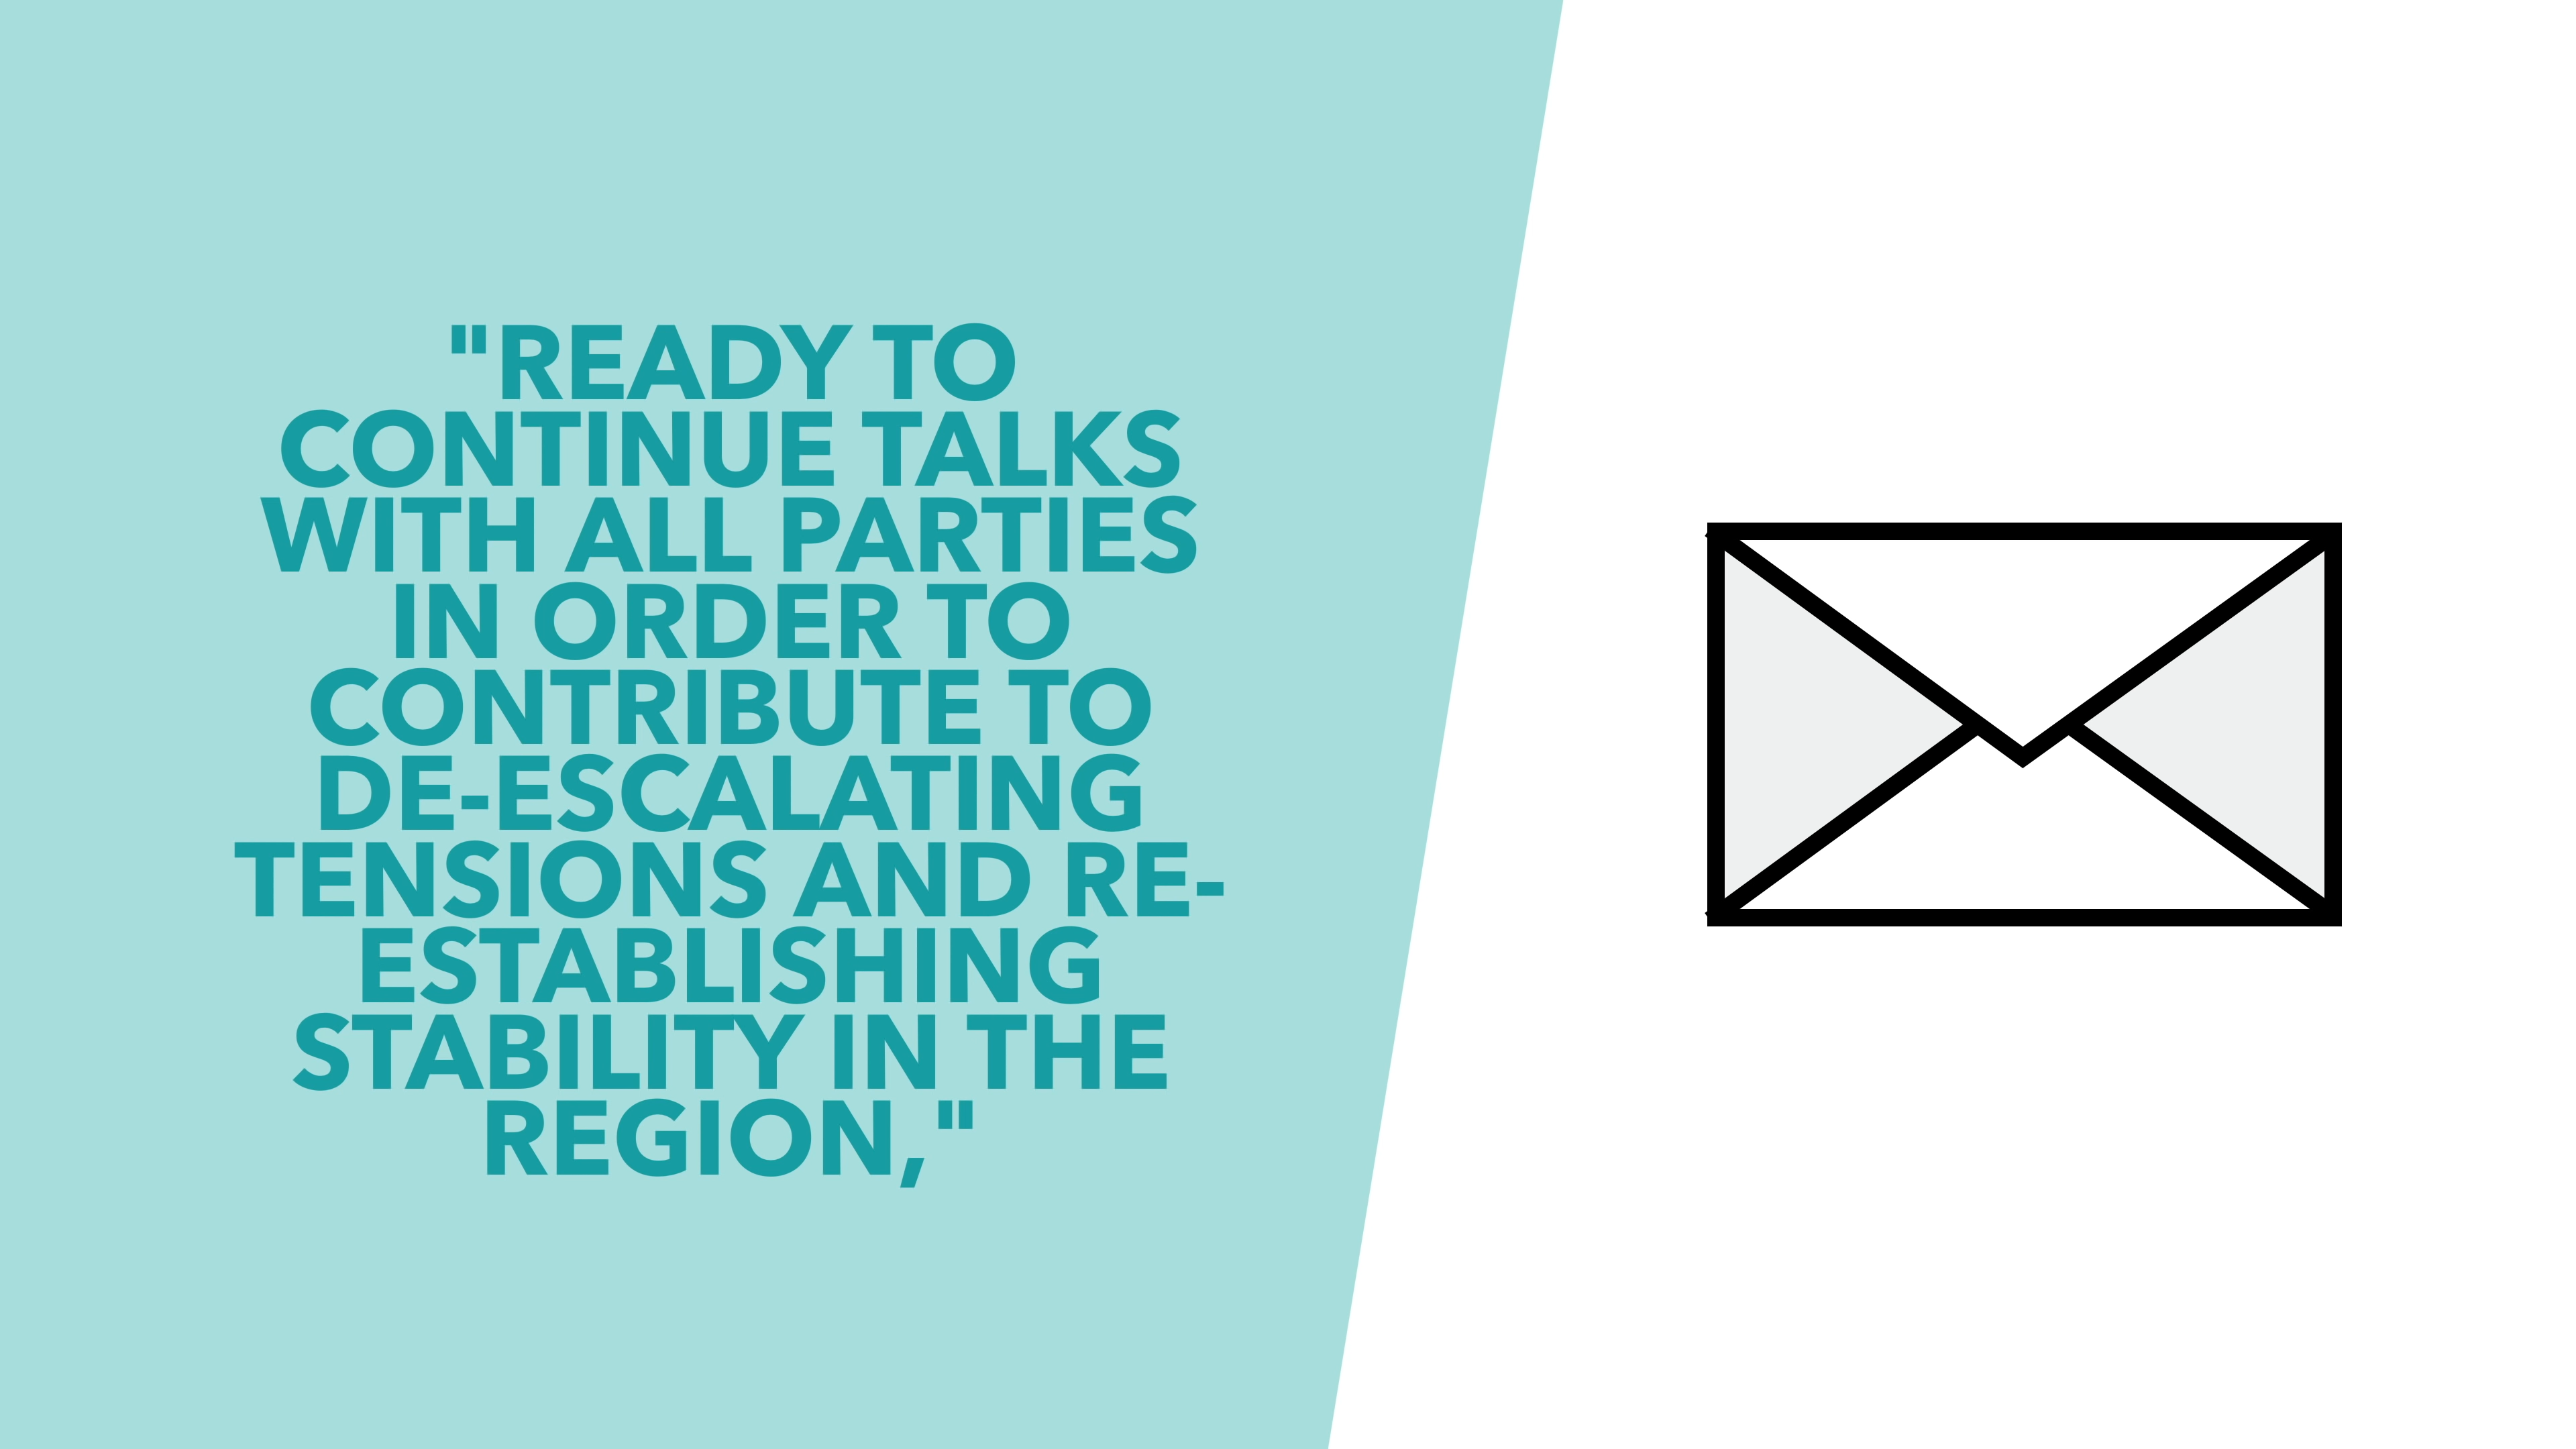 "READY TO
CONTINUE TALKS
WITH ALL PARTIES
IN ORDER TO
CONTRIBUTE TO
DE-ESCALATING
TENSIONS AND RE-
ESTABLISHING
STABILITY IN THE
REGION,"